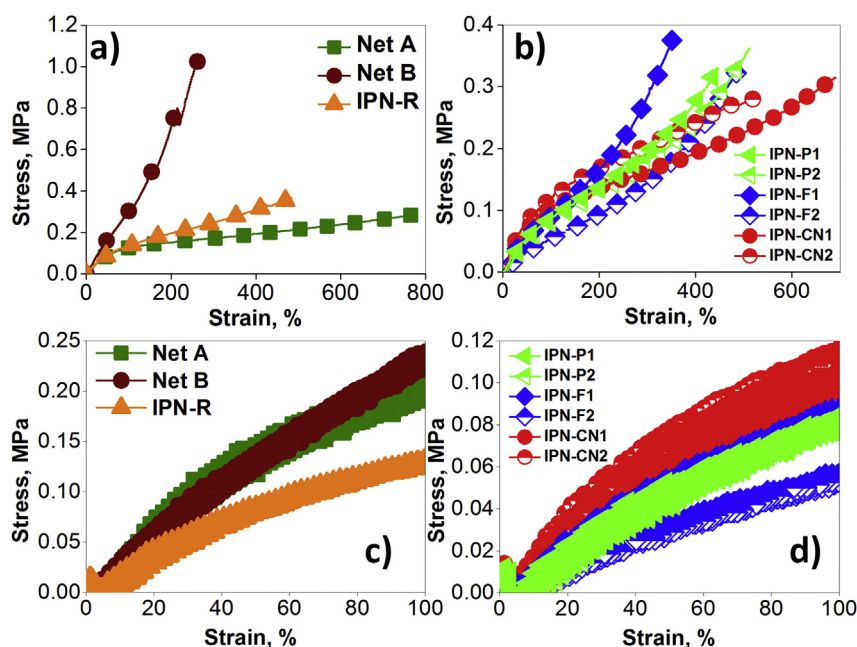 a)
Net A
Net B
IPN-R
1.2
1.0
0.8
0.6
0.4
0.2
0.0
Stress, MPa
0 200 400 600 800
Strain, %
b)
0.4
0.3
0.2
0.1
0.0
Stress, MPa
IPN-P1
IPN-P2
IPN-F1
IPN-F2
IPN-CN1
IPN-CN2
0 200 400 600
Strain, %
0.25
0.20
0.15
0.10
0.05
0.00
Stress, MPa
Net A
Net B
IPN-R
c)
0 20 40 60 80 100
Strain, %
0.12
0.10
0.08
0.06
0.04
0.02
0.00
Stress, MPa
IPN-P1
IPN-P2
IPN-F1
IPN-F2
IPN-CN1
IPN-CN2
d)
0 20 40 60 80 100
Strain, %